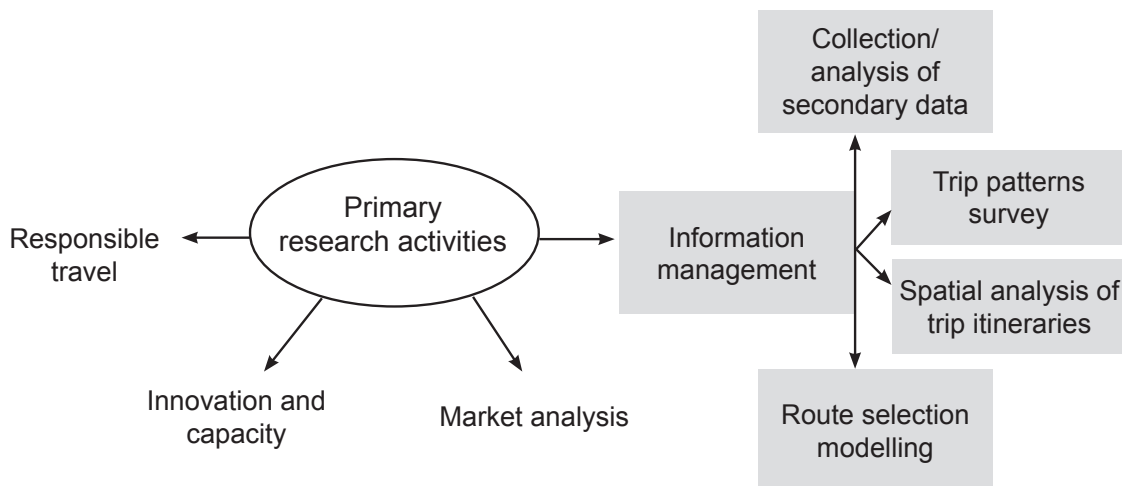 Collection/
analysis of
secondary data
Primary
research activities
Responsible
travel
Information
management
Trip patterns
survey
Spatial analysis of
trip itineraries
Innovation and
capacity
Market analysis
Route selection
modelling